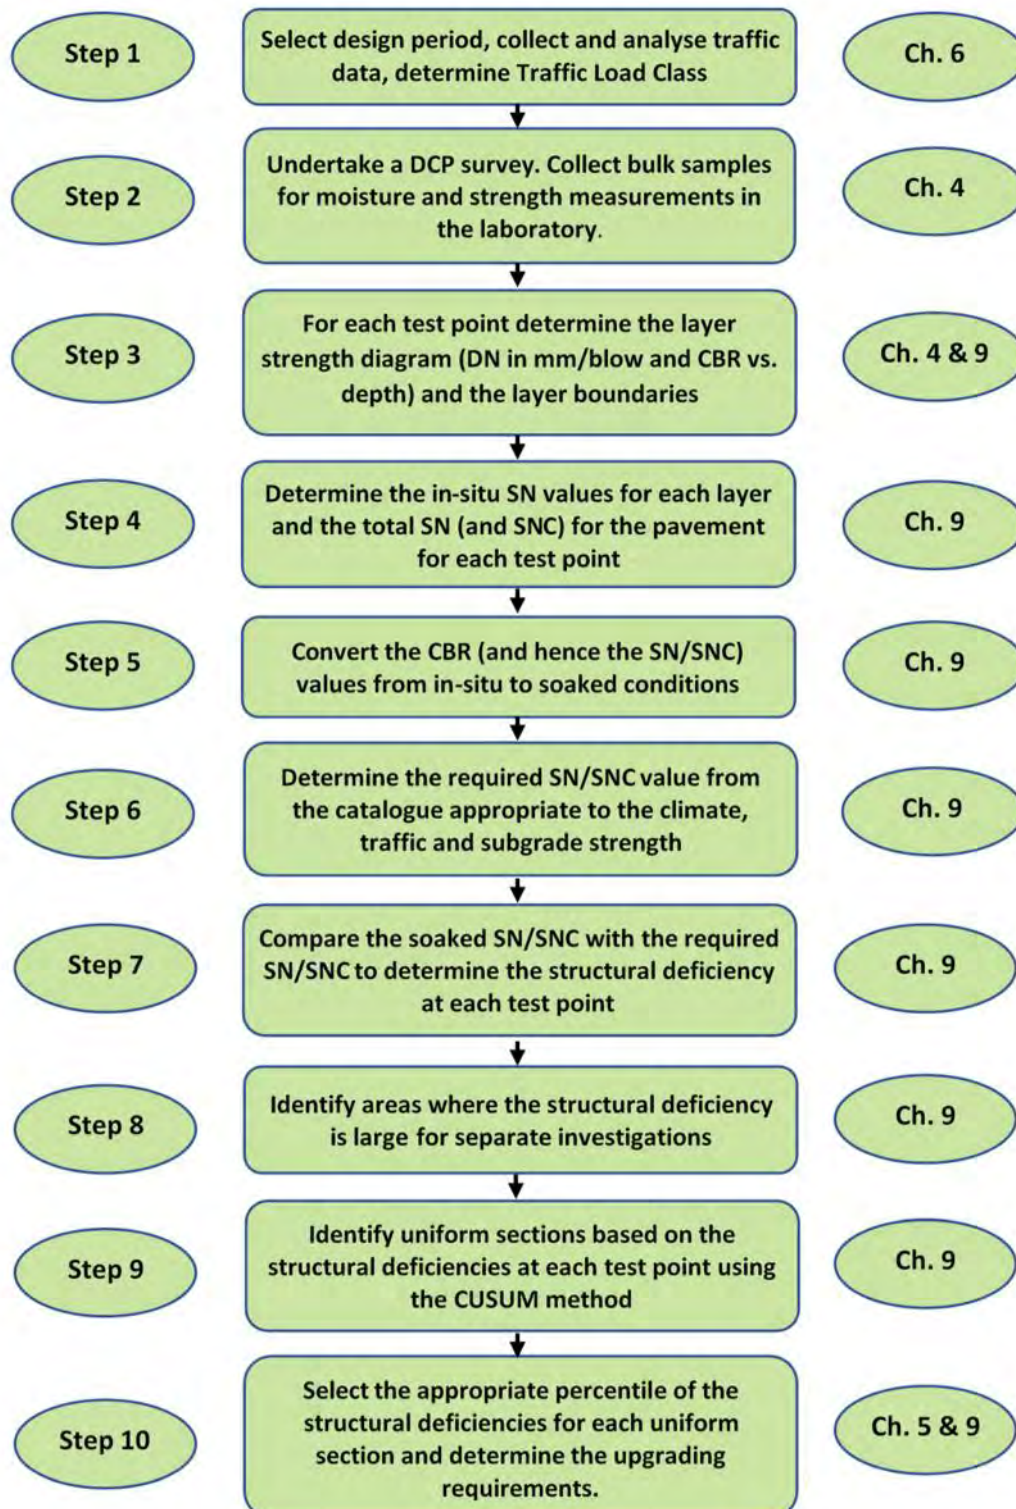 Step 1
Select design period, collect and analyse traffic
data, determine Traffic Load Class
Ch. 6
Step 2
Undertake a DCP survey. Collect bulk samples
for moisture and strength measurements in
the laboratory.
Ch. 4
Step 3
For each test point determine the layer
strength diagram (DN in mm/blow and CBR vs.
depth) and the layer boundaries
Ch. 4 & 9
Step 4
Determine the in-situ SN values for each layer
and the total SN (and SNC) for the pavement
for each test point
Ch. 9
Step 5
Convert the CBR (and hence the SN/SNC)
values from in-situ to soaked conditions
Ch. 9
Step 6
Determine the required SN/SNC value from
the catalogue appropriate to the climate,
traffic and subgrade strength
Ch. 9
Step 7
Compare the soaked SN/SNC with the required
SN/SNC to determine the structural deficiency
at each test point
Ch. 9
Step 8
Identify areas where the structural deficiency
is large for separate investigations
Ch. 9
Step 9
Identify uniform sections based on the
structural deficiencies at each test point using
the CUSUM method
Ch. 9
Step 10
Select the appropriate percentile of the
structural deficiencies for each uniform
section and determine the upgrading
requirements.
Ch. 5 & 9